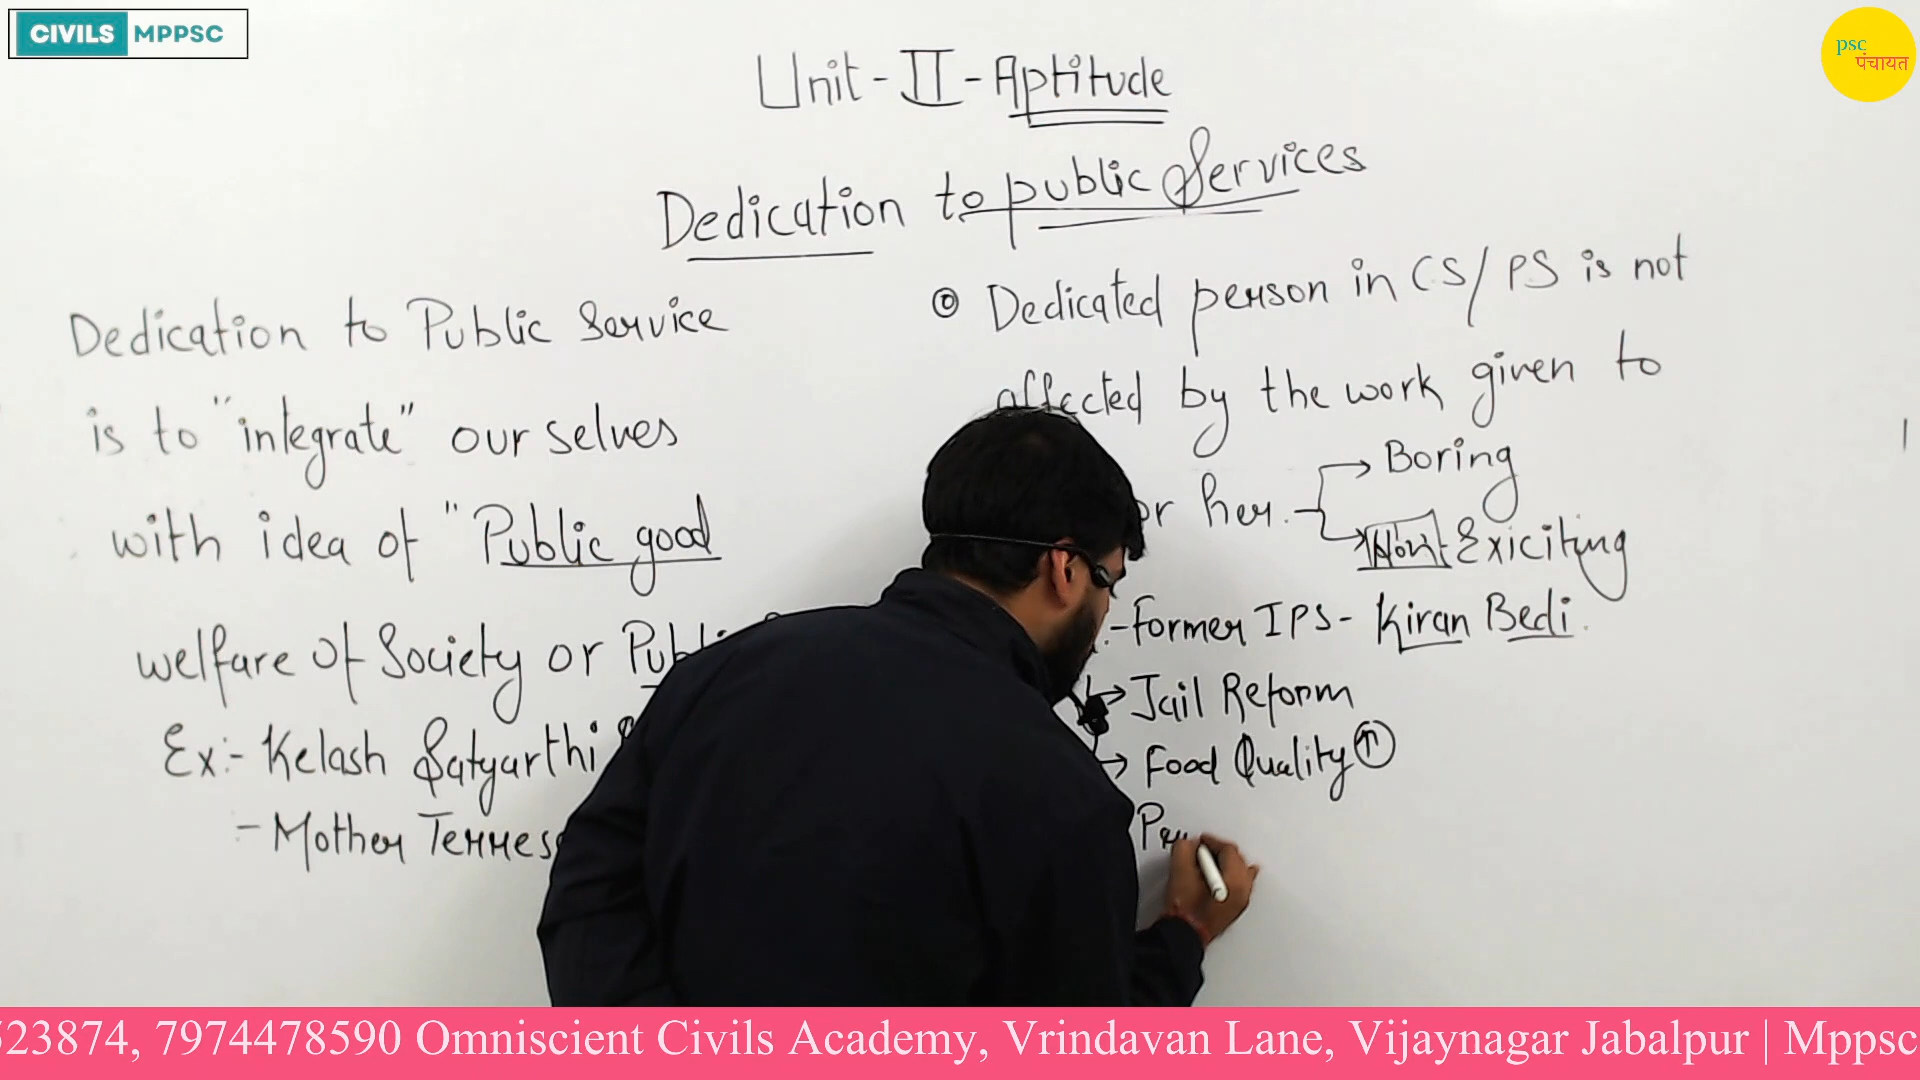 CIVILS MPPSC
psc
पंचायत
Unit - II - Aptitude
Dedication to public Services
Dedication to Public Service
is to "integrate" our selves
with idea of "Public good
welfare of Society or
Ex:- Kelash Satyarthi
- Mother
Dedicated person in CS/PS is not
affected by the work given to
or her.
→ Boring
→ Exiciting
:- Former IPS - Kiran Bedi.
→ Jail Reform
→ Food Quality ↑
523874, 7974478590 Omniscient Civils Academy, Vrindavan Lane, Vijaynagar Jabalpur | Mppsc